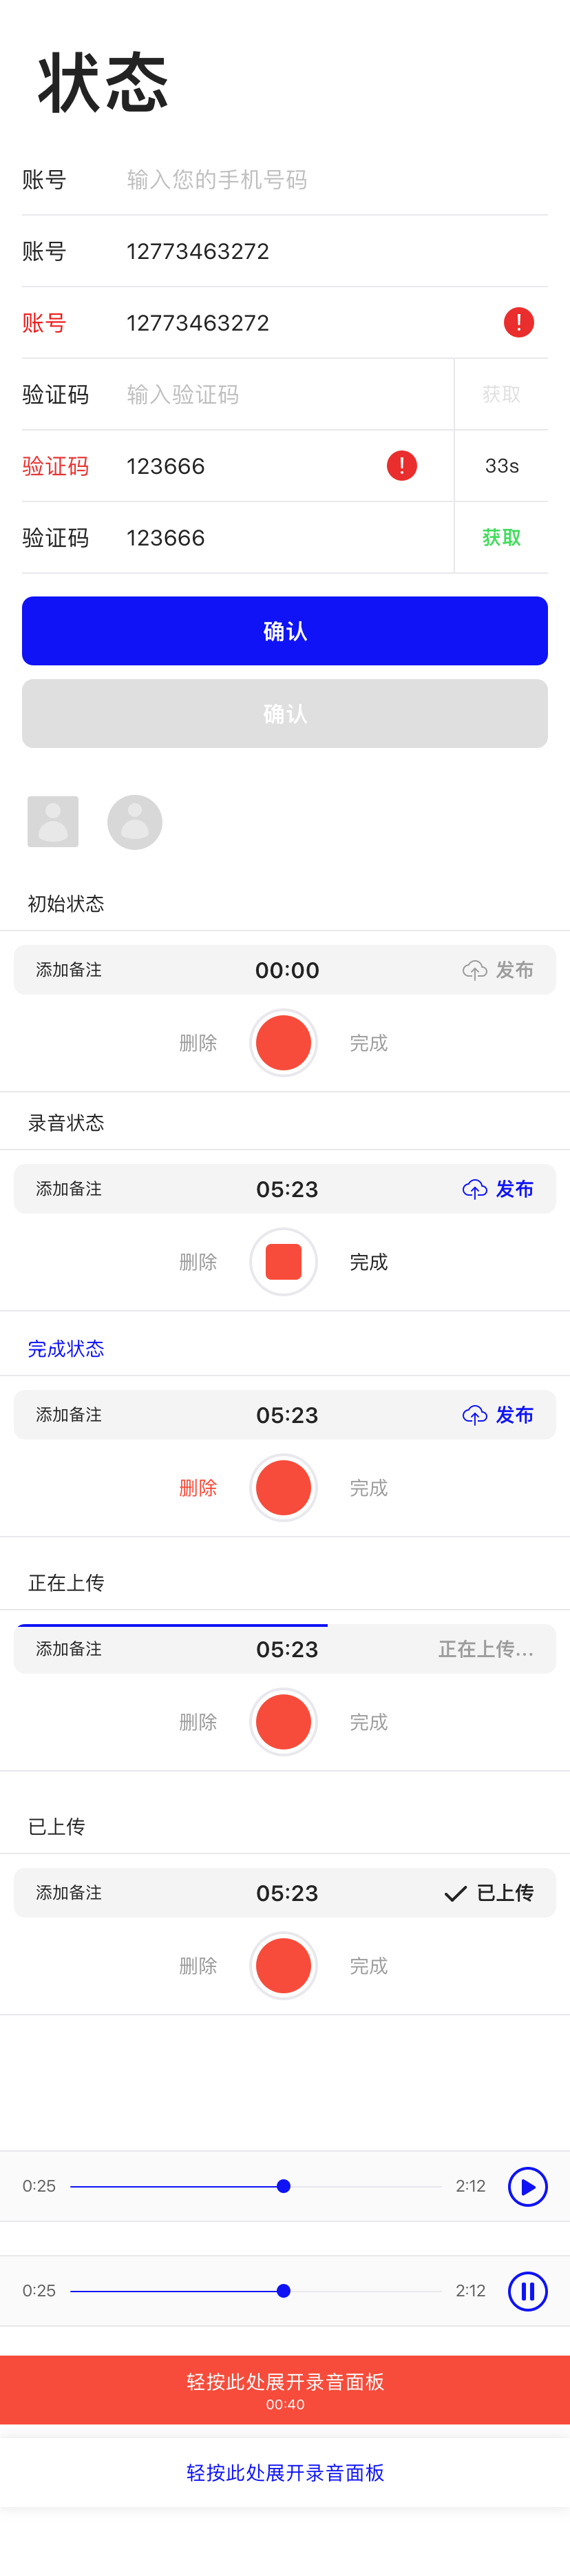 状态
账号 输入您的手机号码
账号 12773463272
账号 12773463272 !
验证码 输入验证码 获取
验证码 123666 ! 33s
验证码 123666 获取
确认
确认
初始状态
添加备注 00:00 发布
删除 完成
录音状态
添加备注 05:23 发布
删除 完成
完成状态
添加备注 05:23 发布
删除 完成
正在上传
添加备注 05:23 正在上传...
删除 完成
已上传
添加备注 05:23 已上传
删除 完成
0:25 2:12
0:25 2:12
轻按此处展开录音面板
00:40
轻按此处展开录音面板